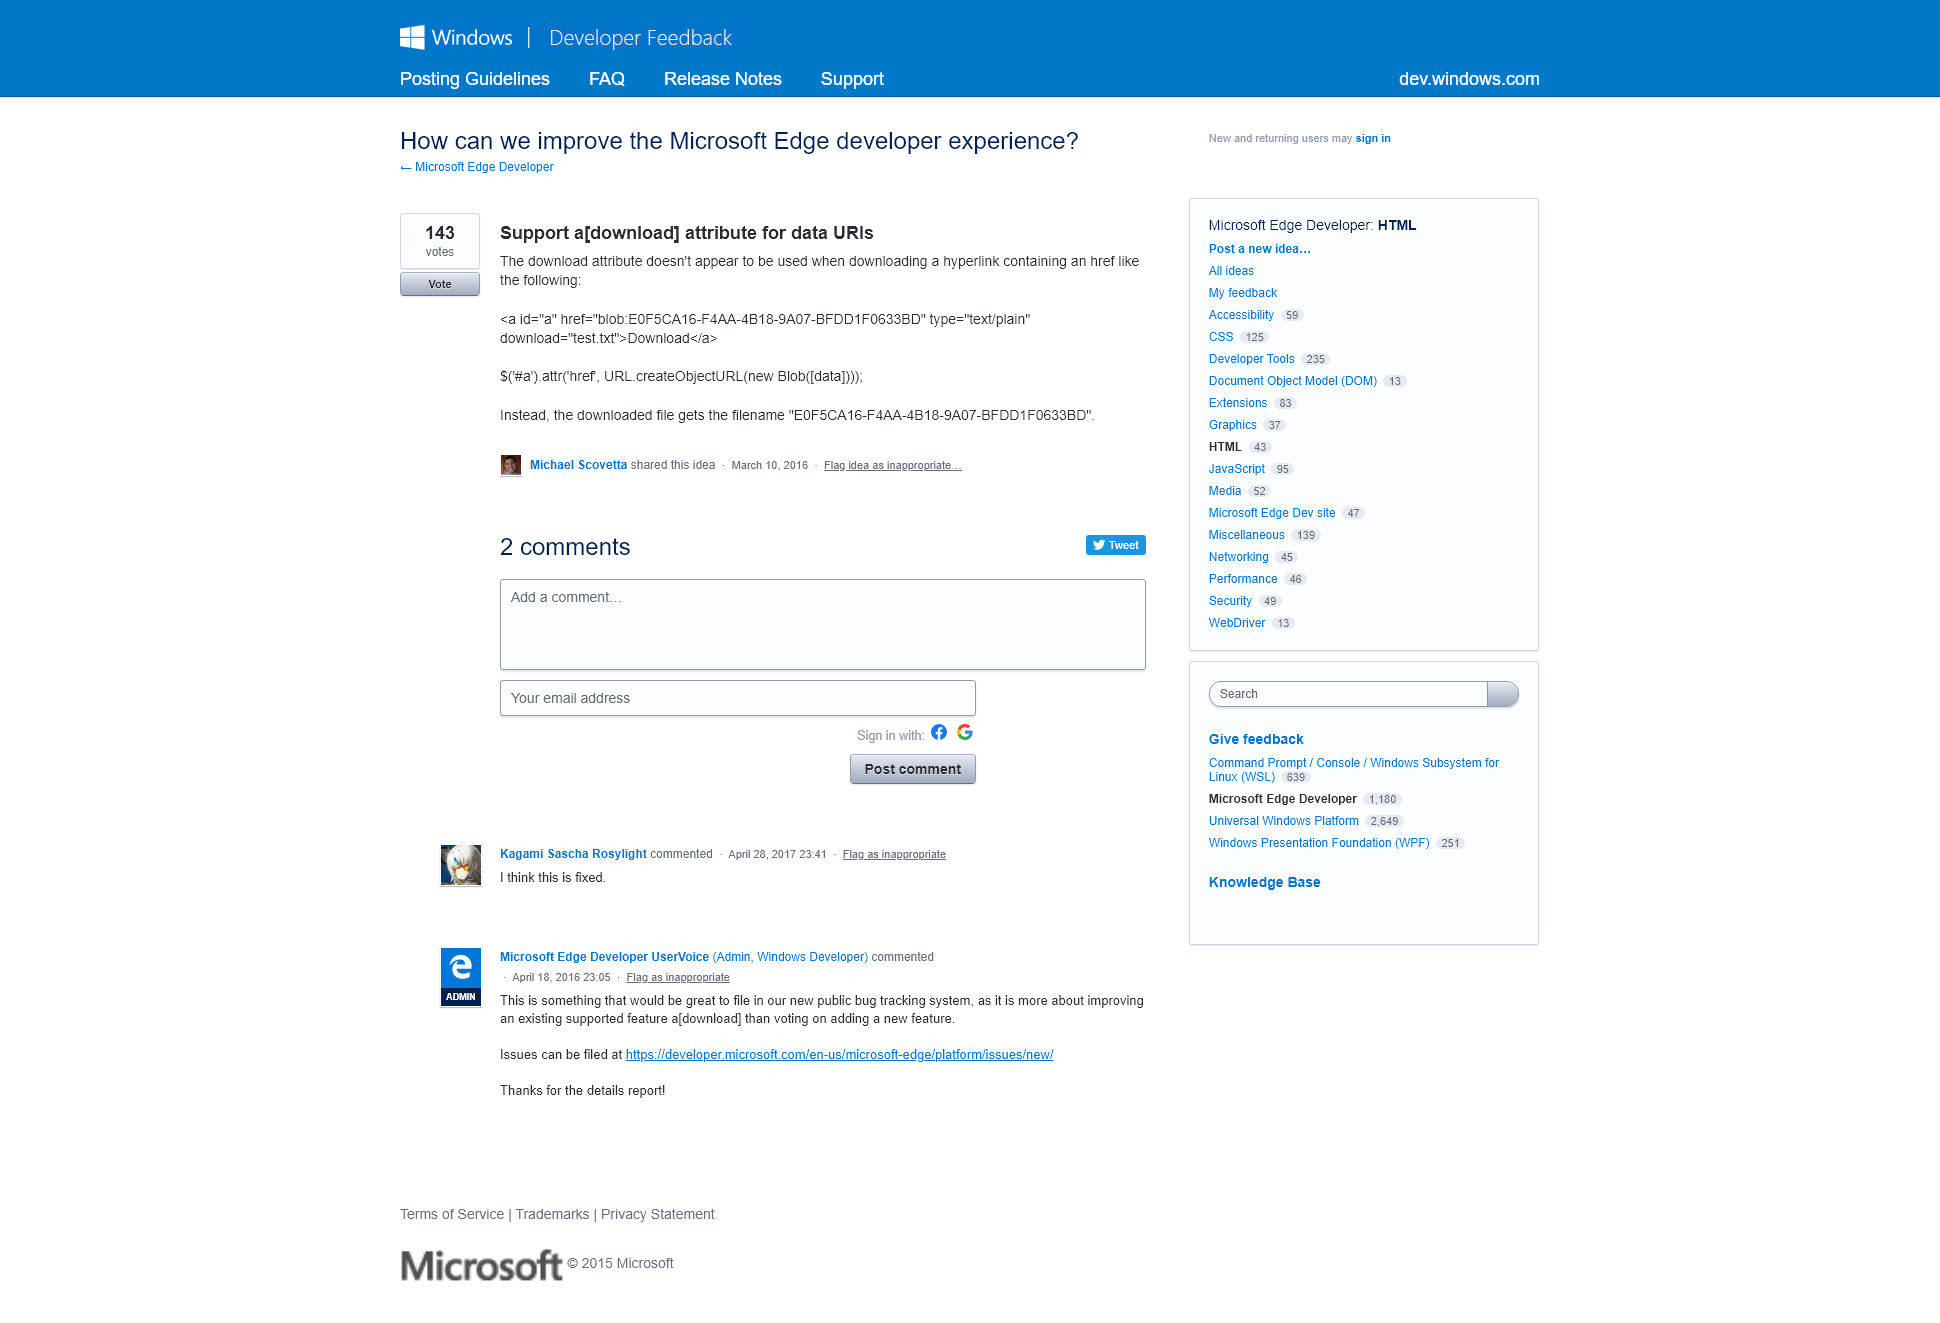 Windows | Developer Feedback
Posting Guidelines FAQ Release Notes Support dev.windows.com
How can we improve the Microsoft Edge developer experience?
← Microsoft Edge Developer
New and returning users may sign in
143
votes
Vote
Support a[download] attribute for data URIs
The download attribute doesn't appear to be used when downloading a hyperlink containing an href like
the following:
<a id="a" href="blob:E0F5CA16-F4AA-4B18-9A07-BFDD1F0633BD" type="text/plain"
download="test.txt">Download</a>
$('#a').attr('href', URL.createObjectURL(new Blob([data])));
Instead, the downloaded file gets the filename "E0F5CA16-F4AA-4B18-9A07-BFDD1F0633BD".
Michael Scovetta shared this idea · March 10, 2016 · Flag idea as inappropriate…
2 comments
Tweet
Add a comment…
Your email address
Sign in with:
Post comment
Kagami Sascha Rosylight commented · April 28, 2017 23:41 · Flag as inappropriate
I think this is fixed.
ADMIN
Microsoft Edge Developer UserVoice (Admin, Windows Developer) commented
· April 18, 2016 23:05 · Flag as inappropriate
This is something that would be great to file in our new public bug tracking system, as it is more about improving
an existing supported feature a[download] than voting on adding a new feature.
Issues can be filed at https://developer.microsoft.com/en-us/microsoft-edge/platform/issues/new/
Thanks for the details report!
Microsoft Edge Developer: HTML
Post a new idea…
All ideas
My feedback
Accessibility 59
CSS 125
Developer Tools 235
Document Object Model (DOM) 13
Extensions 83
Graphics 37
HTML 43
JavaScript 95
Media 52
Microsoft Edge Dev site 47
Miscellaneous 139
Networking 45
Performance 46
Security 49
WebDriver 13
Search
Give feedback
Command Prompt / Console / Windows Subsystem for
Linux (WSL) 639
Microsoft Edge Developer 1,180
Universal Windows Platform 2,649
Windows Presentation Foundation (WPF) 251
Knowledge Base
Terms of Service | Trademarks | Privacy Statement
Microsoft © 2015 Microsoft